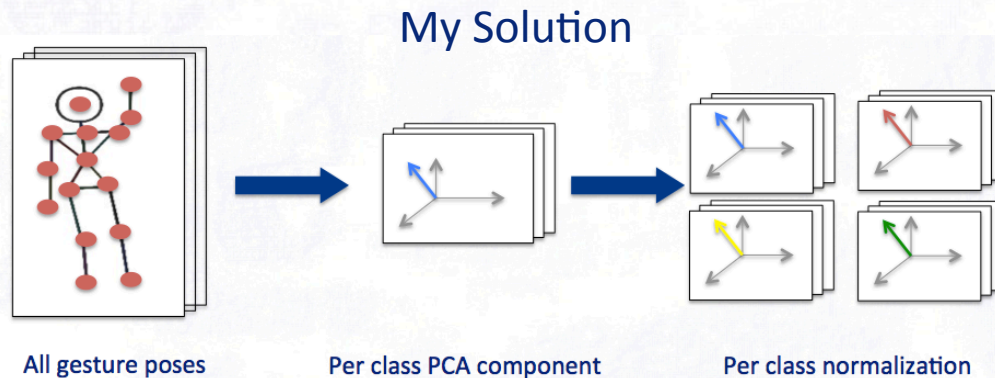 My Solution
All gesture poses
Per class PCA component
Per class normalization